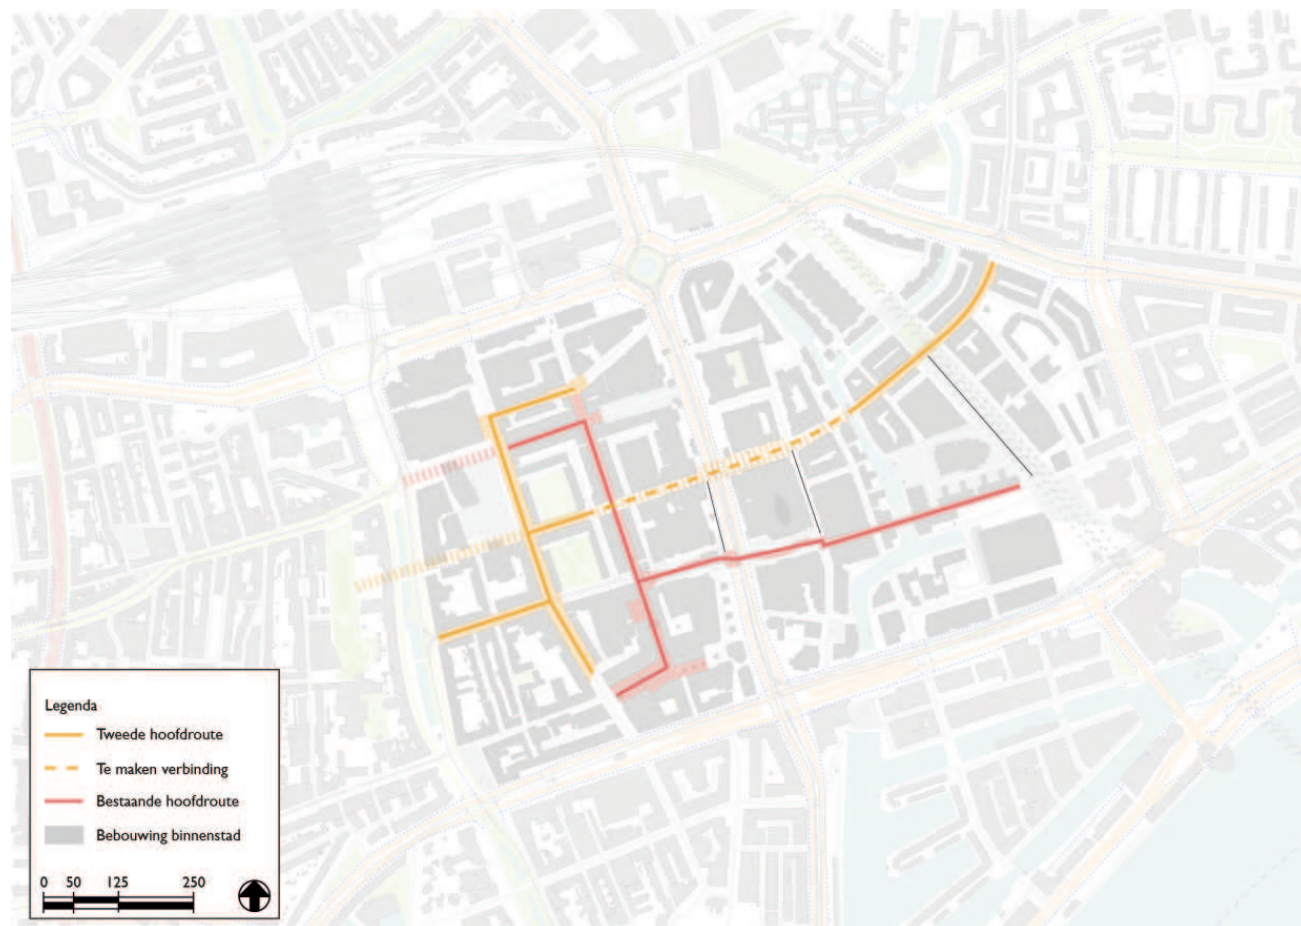 Legenda
Tweede hoofdroute
Te maken verbinding
Bestaande hoofdroute
Bebouwing binnenstad
0 50 125 250